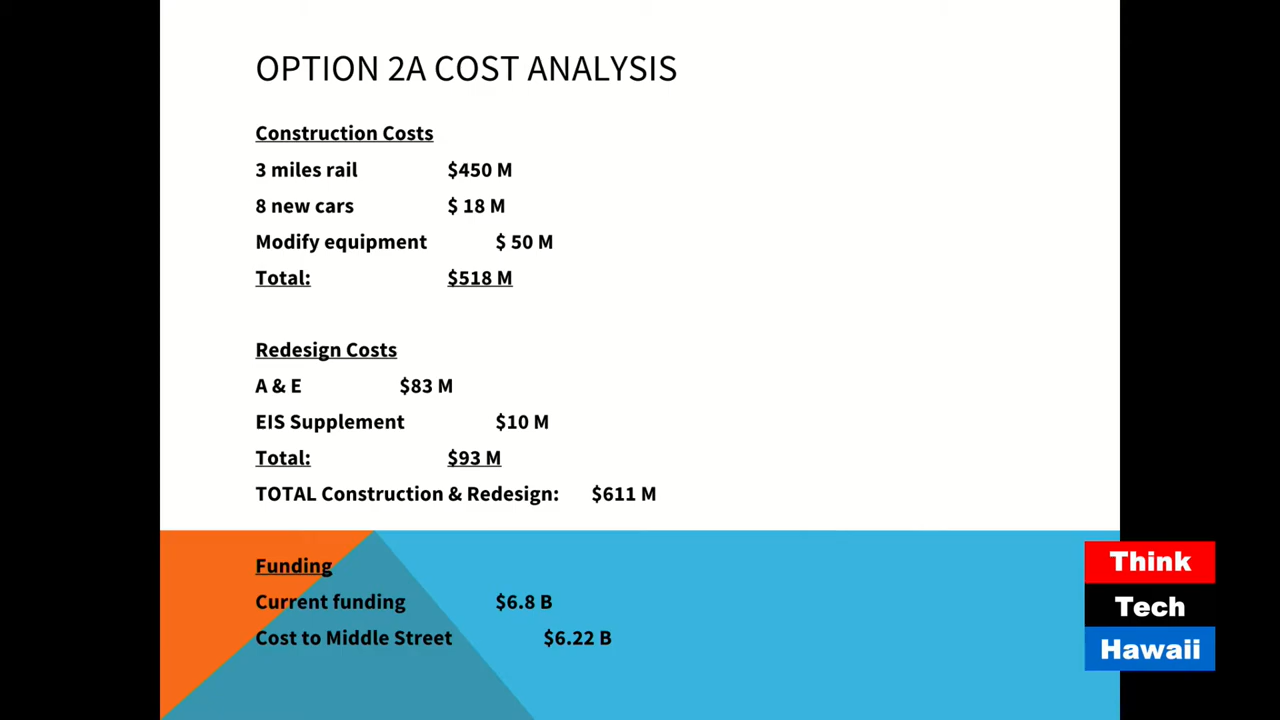 OPTION 2A COST ANALYSIS
Construction Costs
3 miles rail $450 M
8 new cars $ 18 M
Modify equipment $ 50 M
Total: $518 M
Redesign Costs
A & E $83 M
EIS Supplement $10 M
Total: $93 M
TOTAL Construction & Redesign: $611 M
Funding
Current funding $6.8 B
Cost to Middle Street $6.22 B
Think
Tech
Hawaii